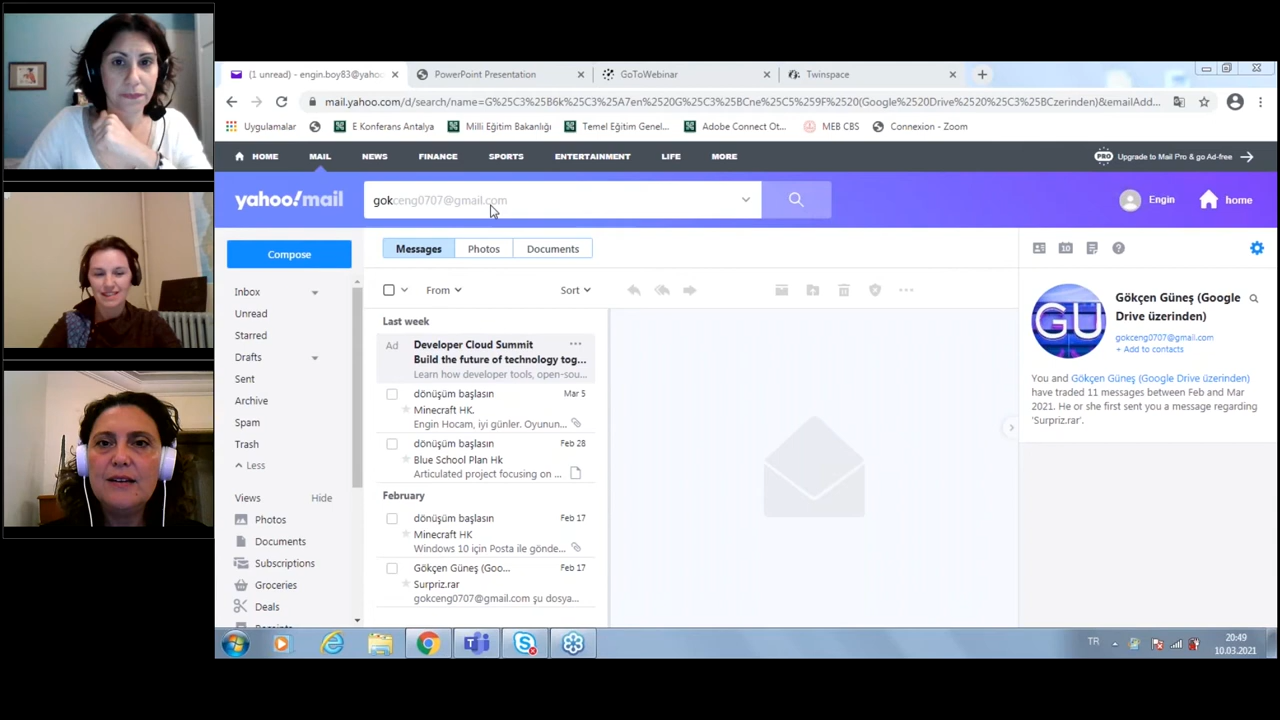 (1 unread) - engin.boy83@yahoo
PowerPoint Presentation
GoToWebinar
Twinspace
mail.yahoo.com/d/search/name=G%25C3%25B6k%25C3%25A7en%2520G%25C3%25BCne%25C5%259F%2520(Google%2520Drive%2520%25C3%25BCzerinden)&emailAdd...
Uygulamalar
E Konferans Antalya
Milli Eğitim Bakanlığı
Temel Eğitim Genel...
Adobe Connect Ot...
MEB CBS
Connexion - Zoom
HOME
MAIL
NEWS
FINANCE
SPORTS
ENTERTAINMENT
LIFE
MORE
PRO
Upgrade to Mail Pro & go Ad-free
yahoo!mail
gokceng0707@gmail.com
Engin
home
Compose
Inbox
Unread
Starred
Drafts
Sent
Archive
Spam
Trash
Less
Views
Hide
Photos
Documents
Subscriptions
Groceries
Deals
Messages
Photos
Documents
From
Sort
Last week
Ad
Developer Cloud Summit
Build the future of technology tog...
Learn how developer tools, open-sou...
dönüşüm başlasın
Mar 5
Minecraft HK.
Engin Hocam, iyi günler. Oyunun...
dönüşüm başlasın
Feb 28
Blue School Plan Hk
Articulated project focusing on ...
February
dönüşüm başlasın
Feb 17
Minecraft HK
Windows 10 için Posta ile gönde...
Gökçen Güneş (Goo...
Feb 17
Surpriz.rar
gokceng0707@gmail.com şu dosya...
10
GU
Gökçen Güneş (Google
Drive üzerinden)
gokceng0707@gmail.com
+ Add to contacts
You and Gökçen Güneş (Google Drive üzerinden)
have traded 11 messages between Feb and Mar
2021. He or she first sent you a message regarding
'Surpriz.rar'.
TR
20:49
10.03.2021